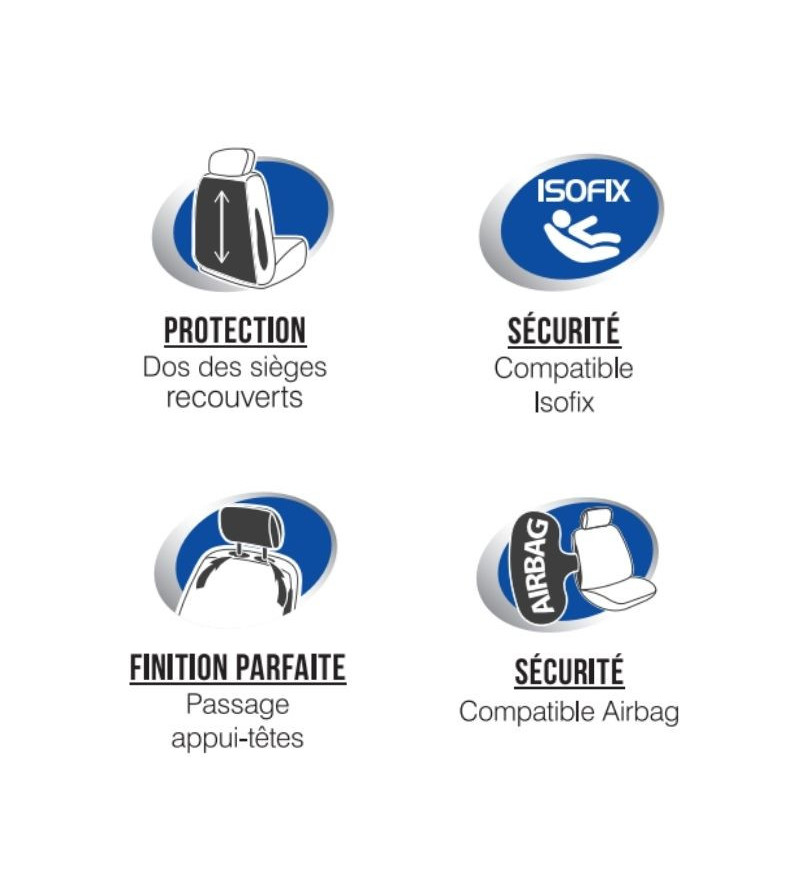 PROTECTION
Dos des sièges
recouverts
ISOFIX
SÉCURITÉ
Compatible
Isofix
FINITION PARFAITE
Passage
appui-têtes
AIRBAG
SÉCURITÉ
Compatible Airbag